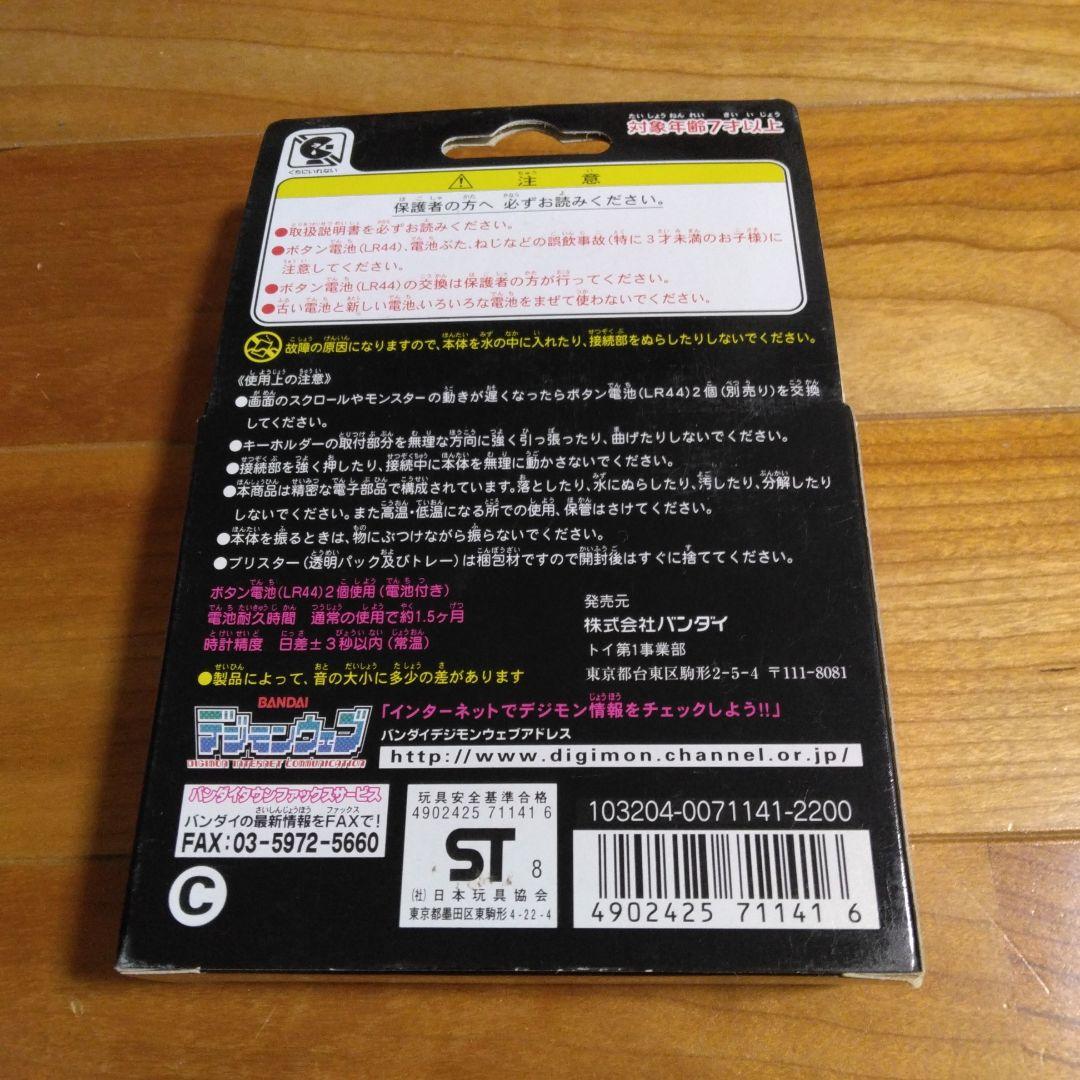 対象年齢7才以上
くちにいれない
⚠ 注意
保護者の方へ 必ずお読みください。
●取扱説明書を必ずお読みください。
●ボタン電池(LR44)、電池ぶた、ねじなどの誤飲事故(特に3才未満のお子様)に
注意してください。
●ボタン電池(LR44)の交換は保護者の方が行ってください。
●古い電池と新しい電池、いろいろな電池をまぜて使わないでください。
故障の原因になりますので、本体を水の中に入れたり、接続部をぬらしたりしないでください。
《使用上の注意》
●画面のスクロールやモンスターの動きが遅くなったらボタン電池(LR44)2個(別売り)を交換
してください。
●キーホルダーの取付部分を無理な方向に強く引っ張ったり、曲げたりしないでください。
●接続部を強く押したり、接続中に本体を無理に動かさないでください。
●本商品は精密な電子部品で構成されています。落としたり、水にぬらしたり、汚したり、分解したり
しないでください。また高温・低温になる所での使用、保管はさけてください。
●本体を振るときは、物にぶつけながら振らないでください。
●ブリスター(透明パック及びトレー)は梱包材ですので開封後はすぐに捨ててください。
ボタン電池(LR44)2個使用(電池付き)
電池耐久時間 通常の使用で約1.5ヶ月
時計精度 日差±3秒以内(常温)
●製品によって、音の大小に多少の差があります
発売元
株式会社バンダイ
トイ第1事業部
東京都台東区駒形2-5-4 〒111-8081
BANDAI
デジモンウェブ
DIGIMON INTERNET COMMUNICATION
「インターネットでデジモン情報をチェックしよう!!」
バンダイデジモンウェブアドレス
http://www.digimon.channel.or.jp/
バンダイタウンファックスサービス
バンダイの最新情報をFAXで!
FAX:03-5972-5660
C
玩具安全基準合格
4902425 71141 6
ST 8
(社)日本玩具協会
東京都墨田区東駒形4-22-4
103204-0071141-2200
4902425 711416